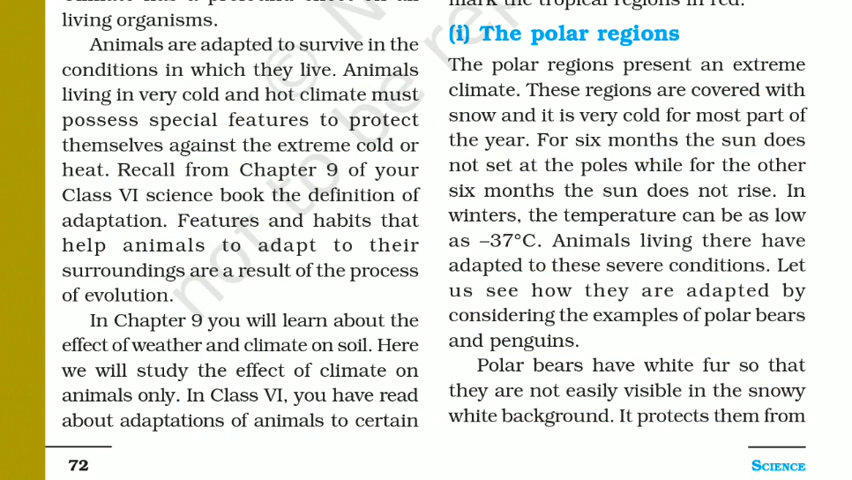 living organisms.
Animals are adapted to survive in the
conditions in which they live. Animals
living in very cold and hot climate must
possess special features to protect
themselves against the extreme cold or
heat. Recall from Chapter 9 of your
Class VI science book the definition of
adaptation. Features and habits that
help animals to adapt to their
surroundings are a result of the process
of evolution.
In Chapter 9 you will learn about the
effect of weather and climate on soil. Here
we will study the effect of climate on
animals only. In Class VI, you have read
about adaptations of animals to certain
mark the tropical regions in red.
(i) The polar regions
The polar regions present an extreme
climate. These regions are covered with
snow and it is very cold for most part of
the year. For six months the sun does
not set at the poles while for the other
six months the sun does not rise. In
winters, the temperature can be as low
as –37°C. Animals living there have
adapted to these severe conditions. Let
us see how they are adapted by
considering the examples of polar bears
and penguins.
Polar bears have white fur so that
they are not easily visible in the snowy
white background. It protects them from
72
SCIENCE
not to be re